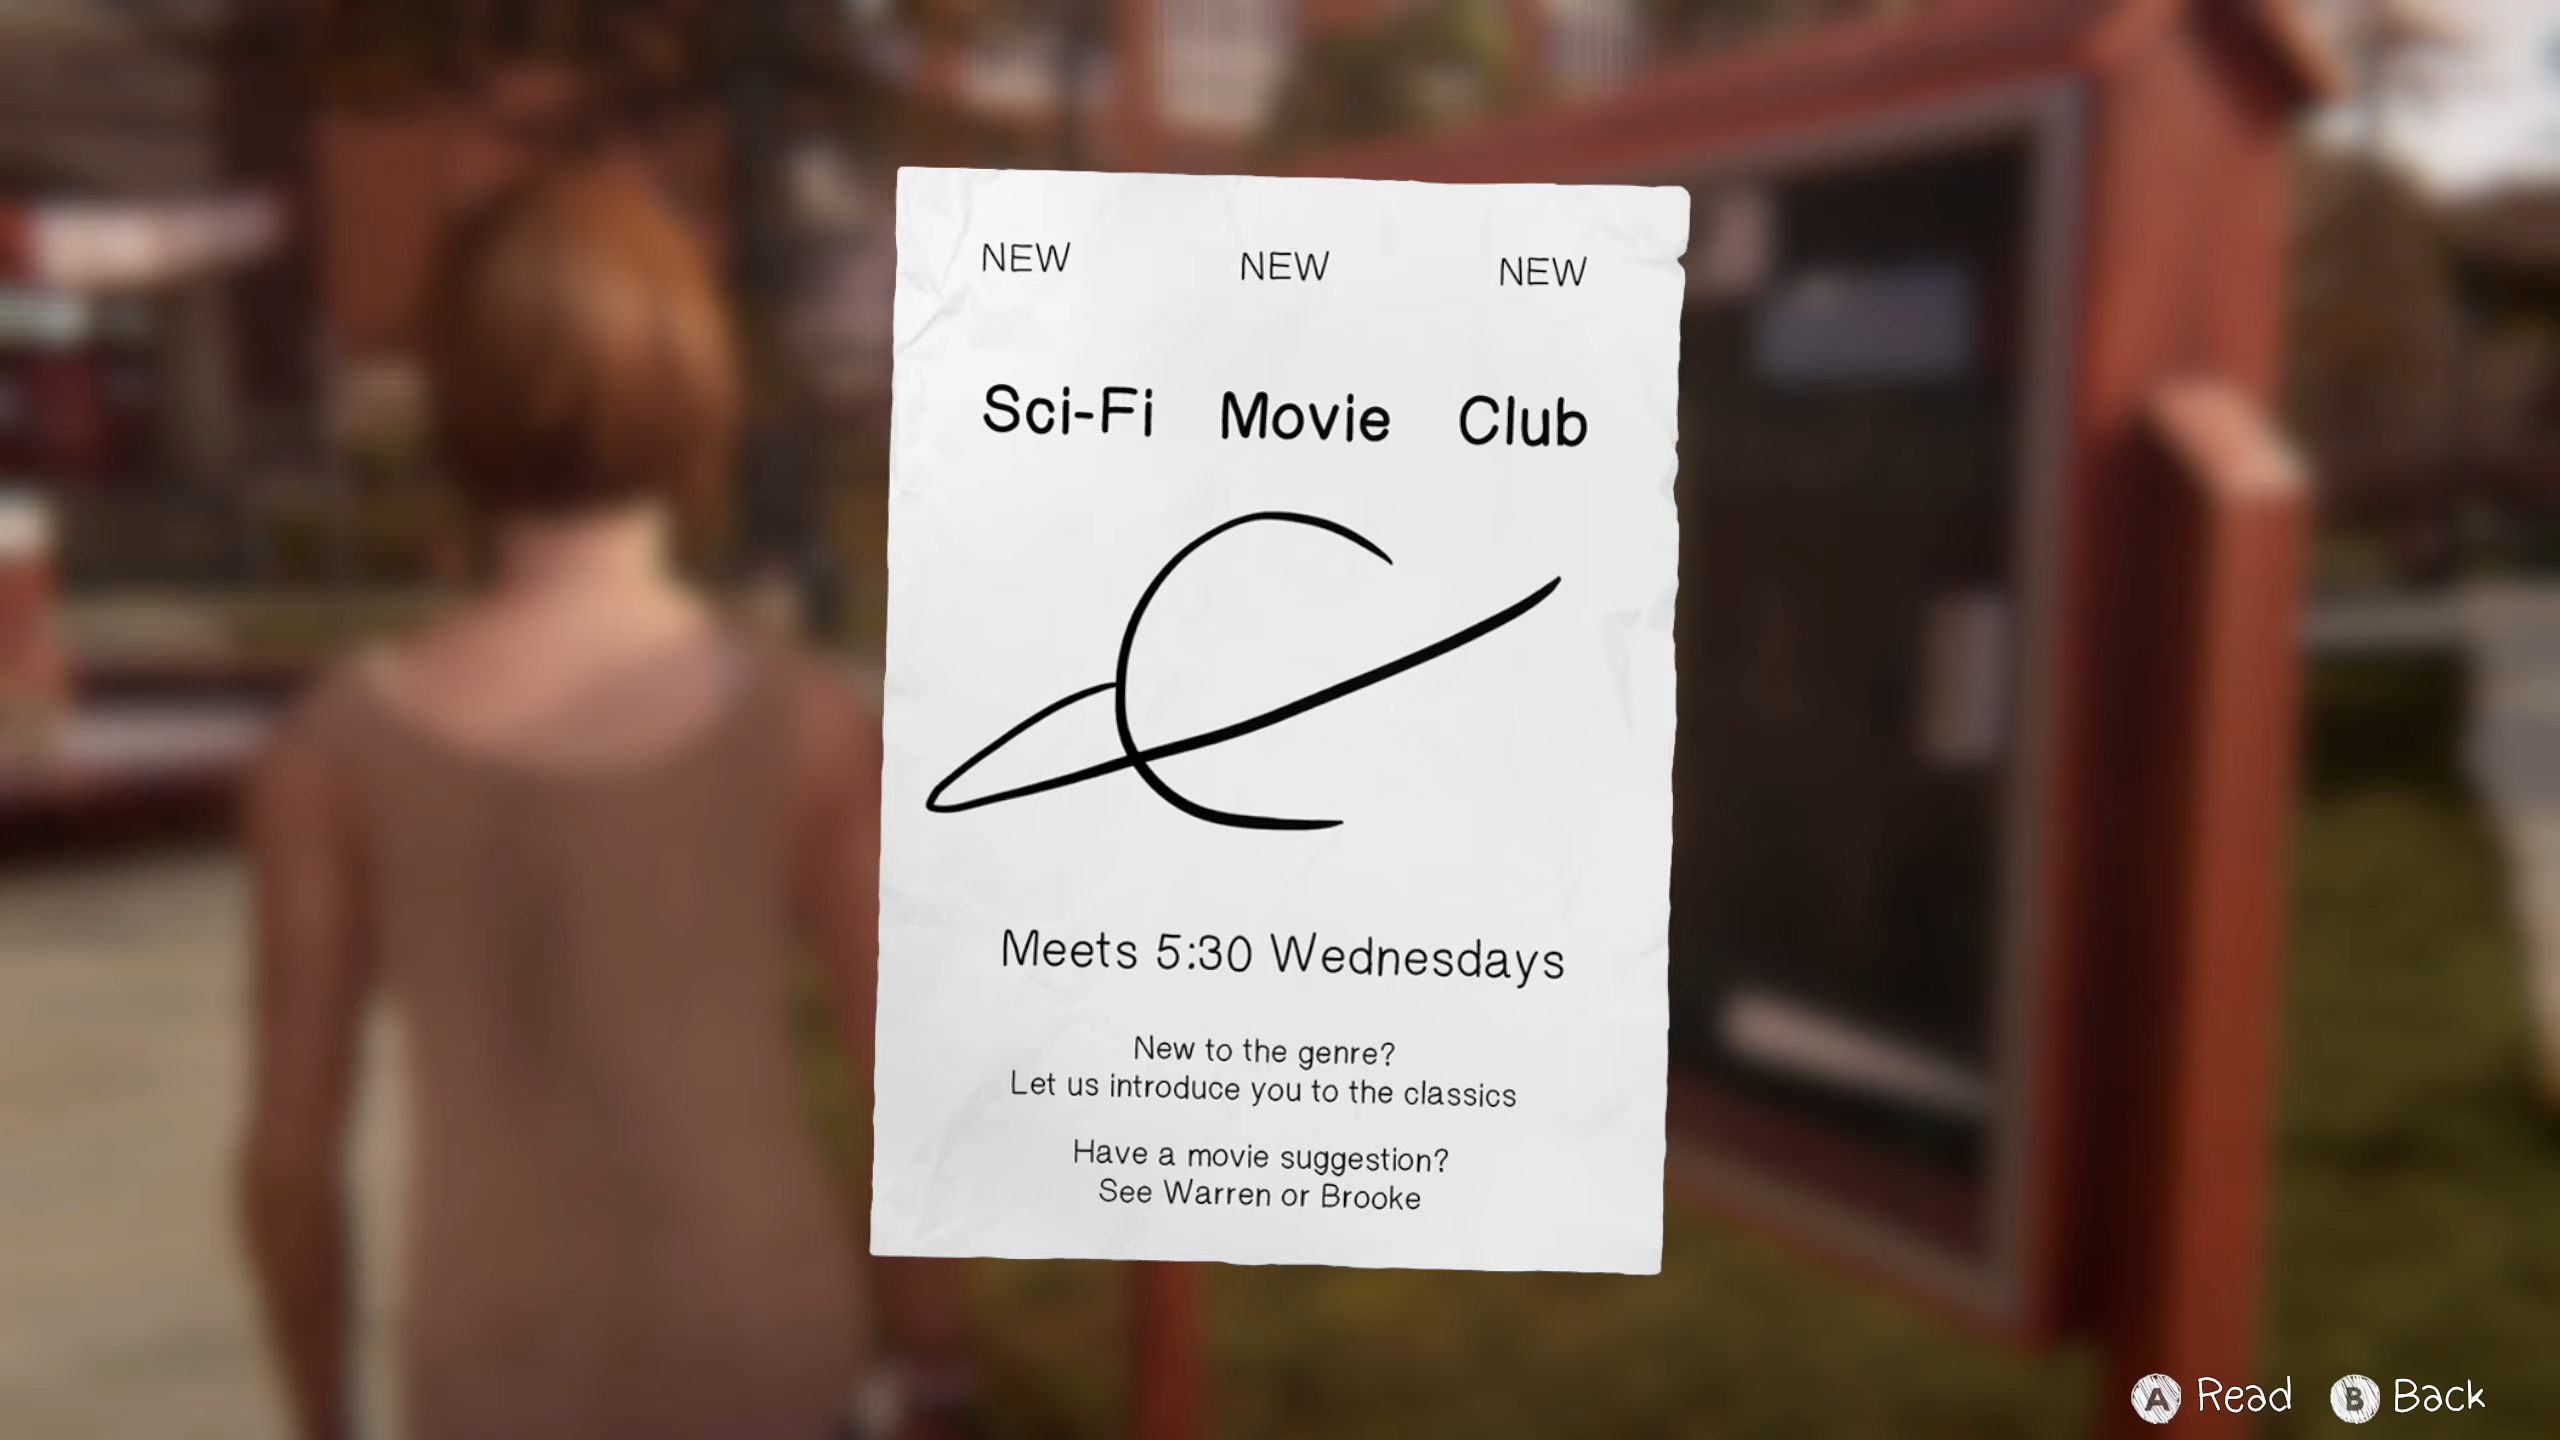 NEW NEW NEW
Sci-Fi Movie Club
Meets 5:30 Wednesdays
New to the genre?
Let us introduce you to the classics
Have a movie suggestion?
See Warren or Brooke
A Read B Back